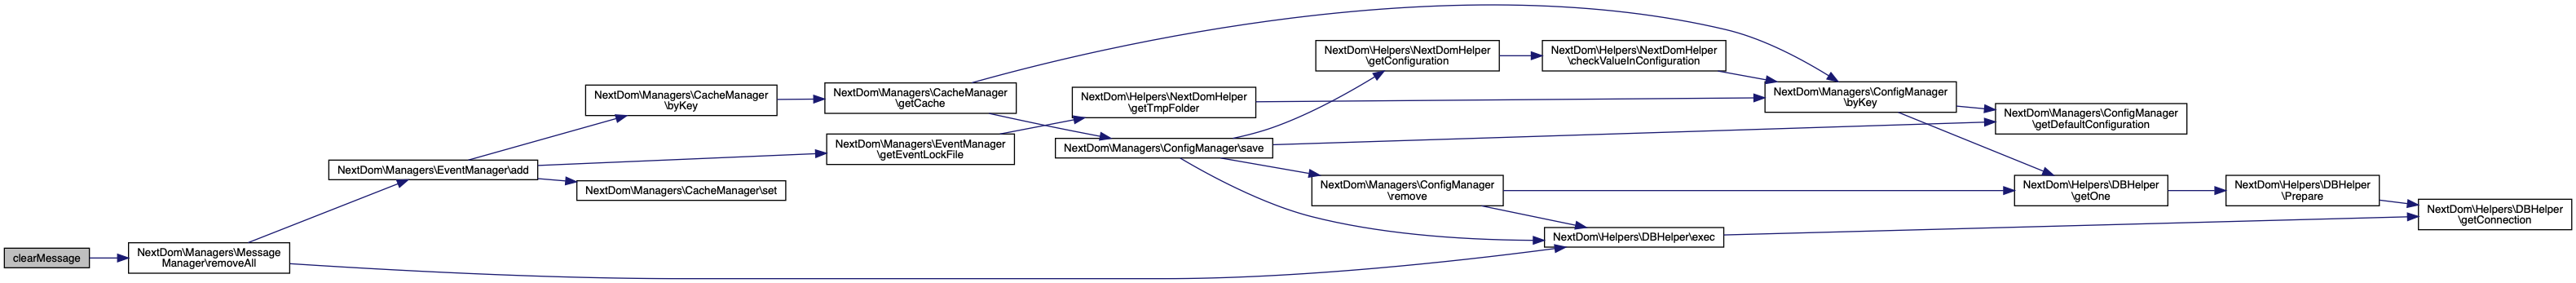 clearMessage
NextDom\Managers\Message
Manager\removeAll
NextDom\Managers\EventManager\add
NextDom\Managers\CacheManager
\byKey
NextDom\Managers\CacheManager\set
NextDom\Managers\CacheManager
\getCache
NextDom\Managers\EventManager
\getEventLockFile
NextDom\Helpers\NextDomHelper
\getTmpFolder
NextDom\Managers\ConfigManager\save
NextDom\Helpers\NextDomHelper
\getConfiguration
NextDom\Managers\ConfigManager
\remove
NextDom\Helpers\NextDomHelper
\checkValueInConfiguration
NextDom\Helpers\DBHelper\exec
NextDom\Managers\ConfigManager
\byKey
NextDom\Managers\ConfigManager
\getDefaultConfiguration
NextDom\Helpers\DBHelper
\getOne
NextDom\Helpers\DBHelper
\Prepare
NextDom\Helpers\DBHelper
\getConnection